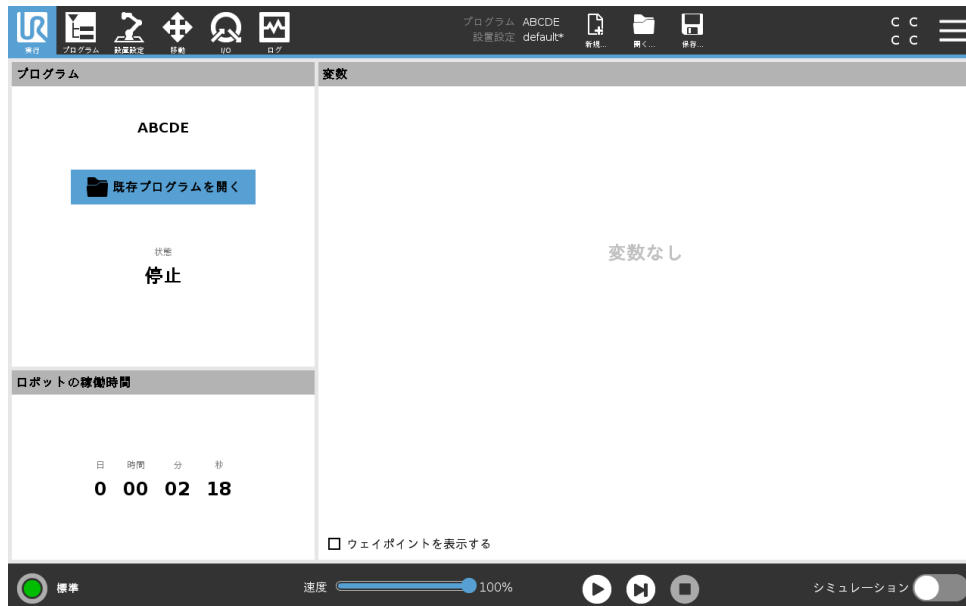 UR
実行
プログラム
設置設定
移動
I/O
ログ
プログラム ABCDE
設置設定 default*
新規...
開く...
保存...
C C
C C
プログラム
変数
ABCDE
既存プログラムを開く
状態
停止
変数なし
ロボットの稼働時間
日 時間 分 秒
0 00 02 18
ウェイポイントを表示する
標準
速度 100%
シミュレーション